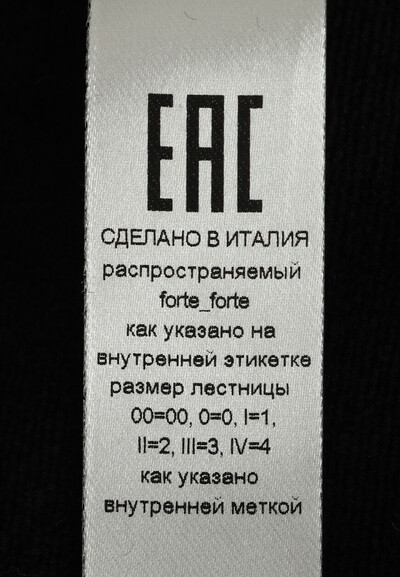 EAC
СДЕЛАНО В ИТАЛИЯ
распространяемый
forte_forte
как указано на
внутренней этикетке
размер лестницы
00=00, 0=0, I=1,
II=2, III=3, IV=4
как указано
внутренней меткой